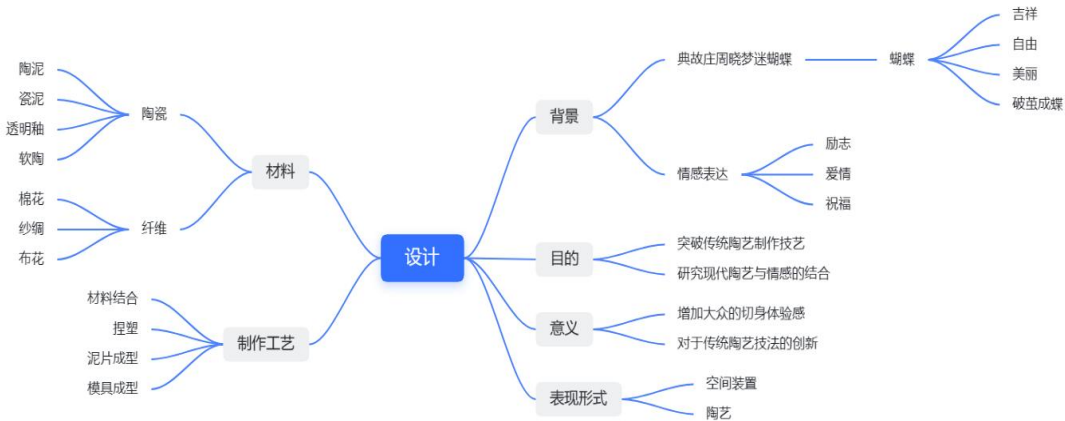 设计
材料
陶瓷
陶泥
瓷泥
透明釉
软陶
纤维
棉花
纱绸
布花
制作工艺
材料结合
捏塑
泥片成型
模具成型
背景
典故庄周晓梦迷蝴蝶
蝴蝶
吉祥
自由
美丽
破茧成蝶
情感表达
励志
爱情
祝福
目的
突破传统陶艺制作技艺
研究现代陶艺与情感的结合
意义
增加大众的切身体验感
对于传统陶艺技法的创新
表现形式
空间装置
陶艺